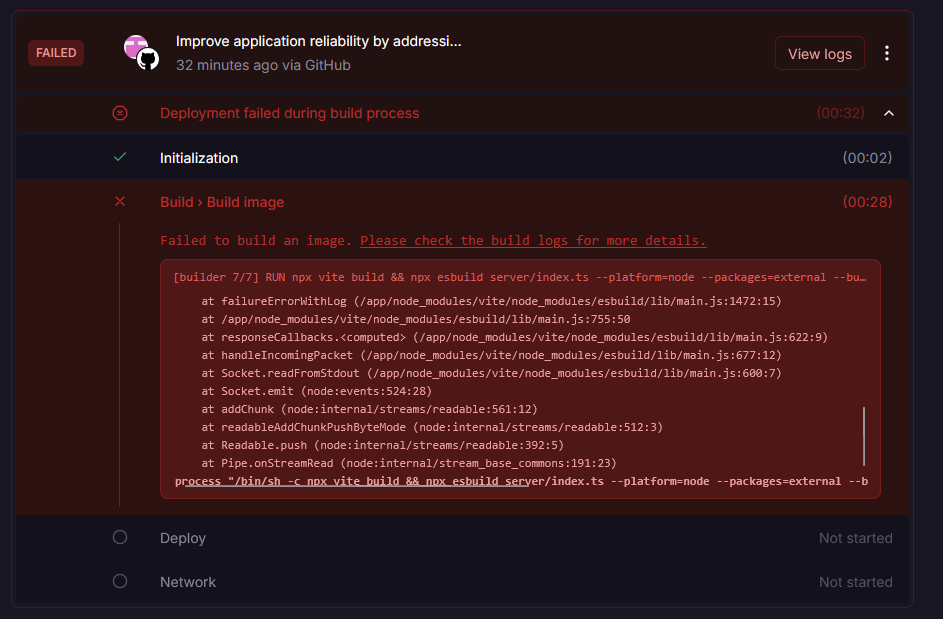 FAILED
Improve application reliability by addressi...
32 minutes ago via GitHub
View logs
Deployment failed during build process (00:32)
Initialization (00:02)
Build › Build image (00:28)
Failed to build an image. Please check the build logs for more details.
[builder 7/7] RUN npx vite build && npx esbuild server/index.ts --platform=node --packages=external --bu…
at failureErrorWithLog (/app/node_modules/vite/node_modules/esbuild/lib/main.js:1472:15)
at /app/node_modules/vite/node_modules/esbuild/lib/main.js:755:50
at responseCallbacks.<computed> (/app/node_modules/vite/node_modules/esbuild/lib/main.js:622:9)
at handleIncomingPacket (/app/node_modules/vite/node_modules/esbuild/lib/main.js:677:12)
at Socket.readFromStdout (/app/node_modules/vite/node_modules/esbuild/lib/main.js:600:7)
at Socket.emit (node:events:524:28)
at addChunk (node:internal/streams/readable:561:12)
at readableAddChunkPushByteMode (node:internal/streams/readable:512:3)
at Readable.push (node:internal/streams/readable:392:5)
at Pipe.onStreamRead (node:internal/stream_base_commons:191:23)
process "/bin/sh -c npx vite build && npx esbuild server/index.ts --platform=node --packages=external --b
Deploy Not started
Network Not started